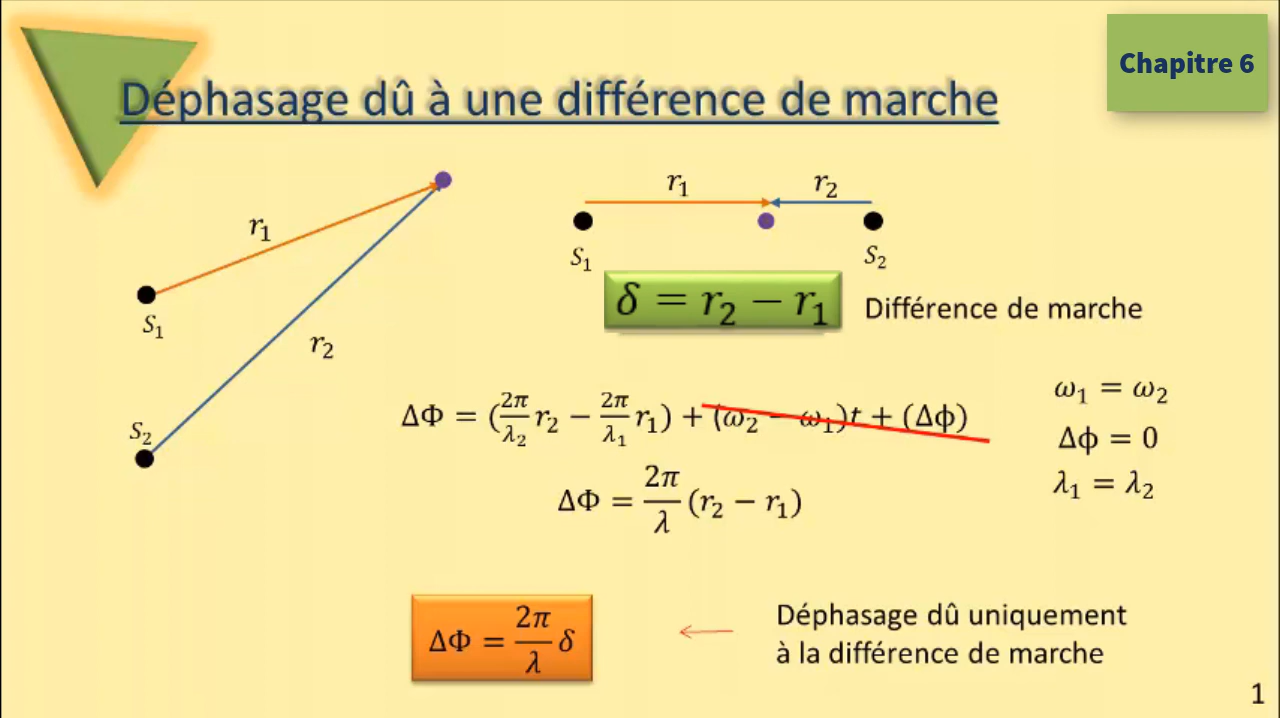 Chapitre 6
Déphasage dû à une différence de marche
r₁
r₂
r₁
S₁
S₂
S₁
δ = r₂ − r₁
Différence de marche
r₂
ω₁ = ω₂
ΔΦ = (2π/λ₂ r₂ − 2π/λ₁ r₁) + (ω₂ − ω₁)t + (Δϕ)
S₂
Δϕ = 0
λ₁ = λ₂
ΔΦ = 2π/λ (r₂ − r₁)
ΔΦ = 2π/λ δ
Déphasage dû uniquement
à la différence de marche
1